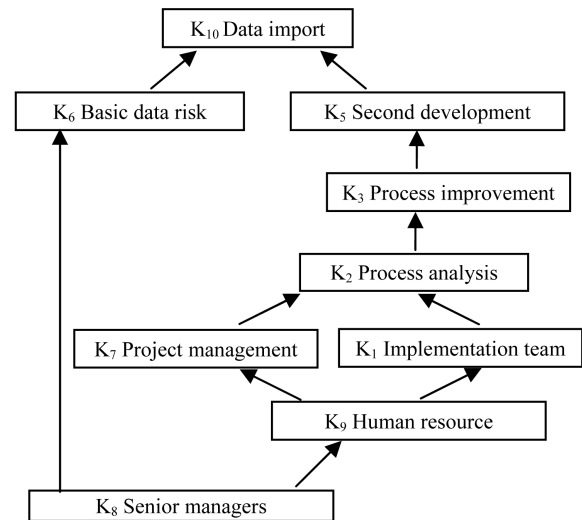 K₁₀ Data import
K₆ Basic data risk
K₅ Second development
K₃ Process improvement
K₂ Process analysis
K₇ Project management
K₁ Implementation team
K₉ Human resource
K₈ Senior managers